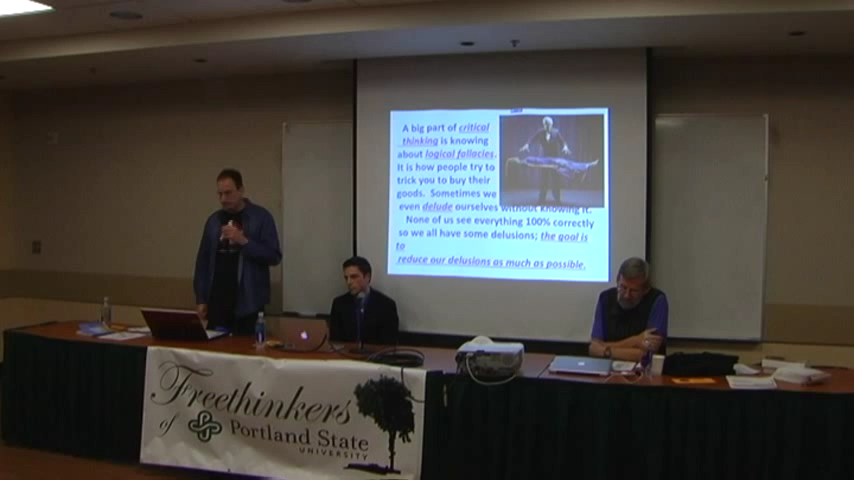 A big part of critical
thinking is knowing
about logical fallacies.
It is how people try to
trick you to buy their
goods. Sometimes we
even delude ourselves without knowing it.
None of us see everything 100% correctly
so we all have some delusions; the goal is
to
reduce our delusions as much as possible.
Freethinkers
of Portland State
UNIVERSITY